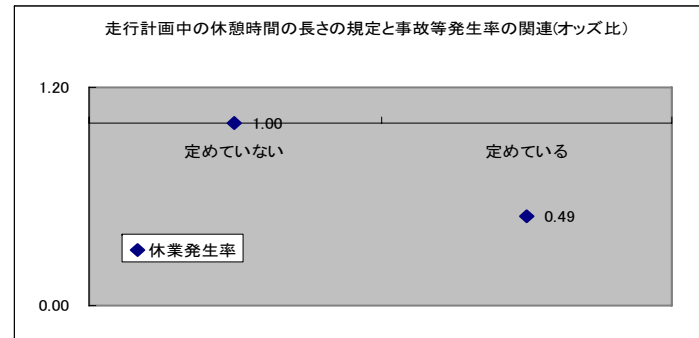 走行計画中の休憩時間の長さの規定と事故等発生率の関連(オッズ比)
1.20
1.00
定めていない 定めている
0.49
◆休業発生率
0.00